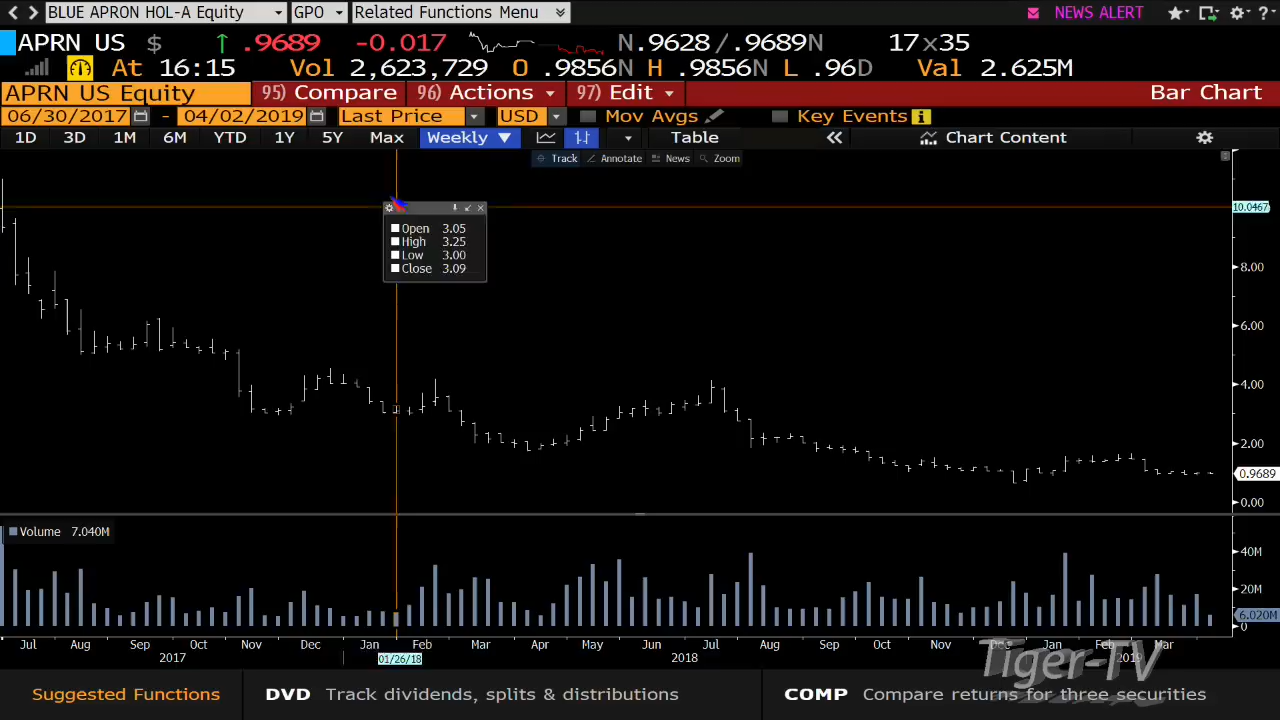 BLUE APRON HOL-A Equity GPO Related Functions Menu NEWS ALERT ?
APRN US $ .9689 -0.017 N.9628/.9689N 17x35
At 16:15 Vol 2,623,729 O .9856N H .9856N L .96D Val 2.625M
APRN US Equity 95) Compare 96) Actions 97) Edit Bar Chart
06/30/2017 - 04/02/2019 Last Price USD Mov Avgs Key Events i
1D 3D 1M 6M YTD 1Y 5Y Max Weekly Table Chart Content
Track Annotate News Zoom
10.0467
Open 3.05
High 3.25
Low 3.00
Close 3.09
8.00
6.00
4.00
2.00
0.9689
0.00
Volume 7.040M
40M
20M
6.020M
0
Jul Aug Sep Oct Nov Dec Jan Feb Mar Apr May Jun Jul Aug Sep Oct Nov Dec Jan Feb Mar
2017 01/26/18 2018 2019
Tiger-TV
Suggested Functions DVD Track dividends, splits & distributions COMP Compare returns for three securities